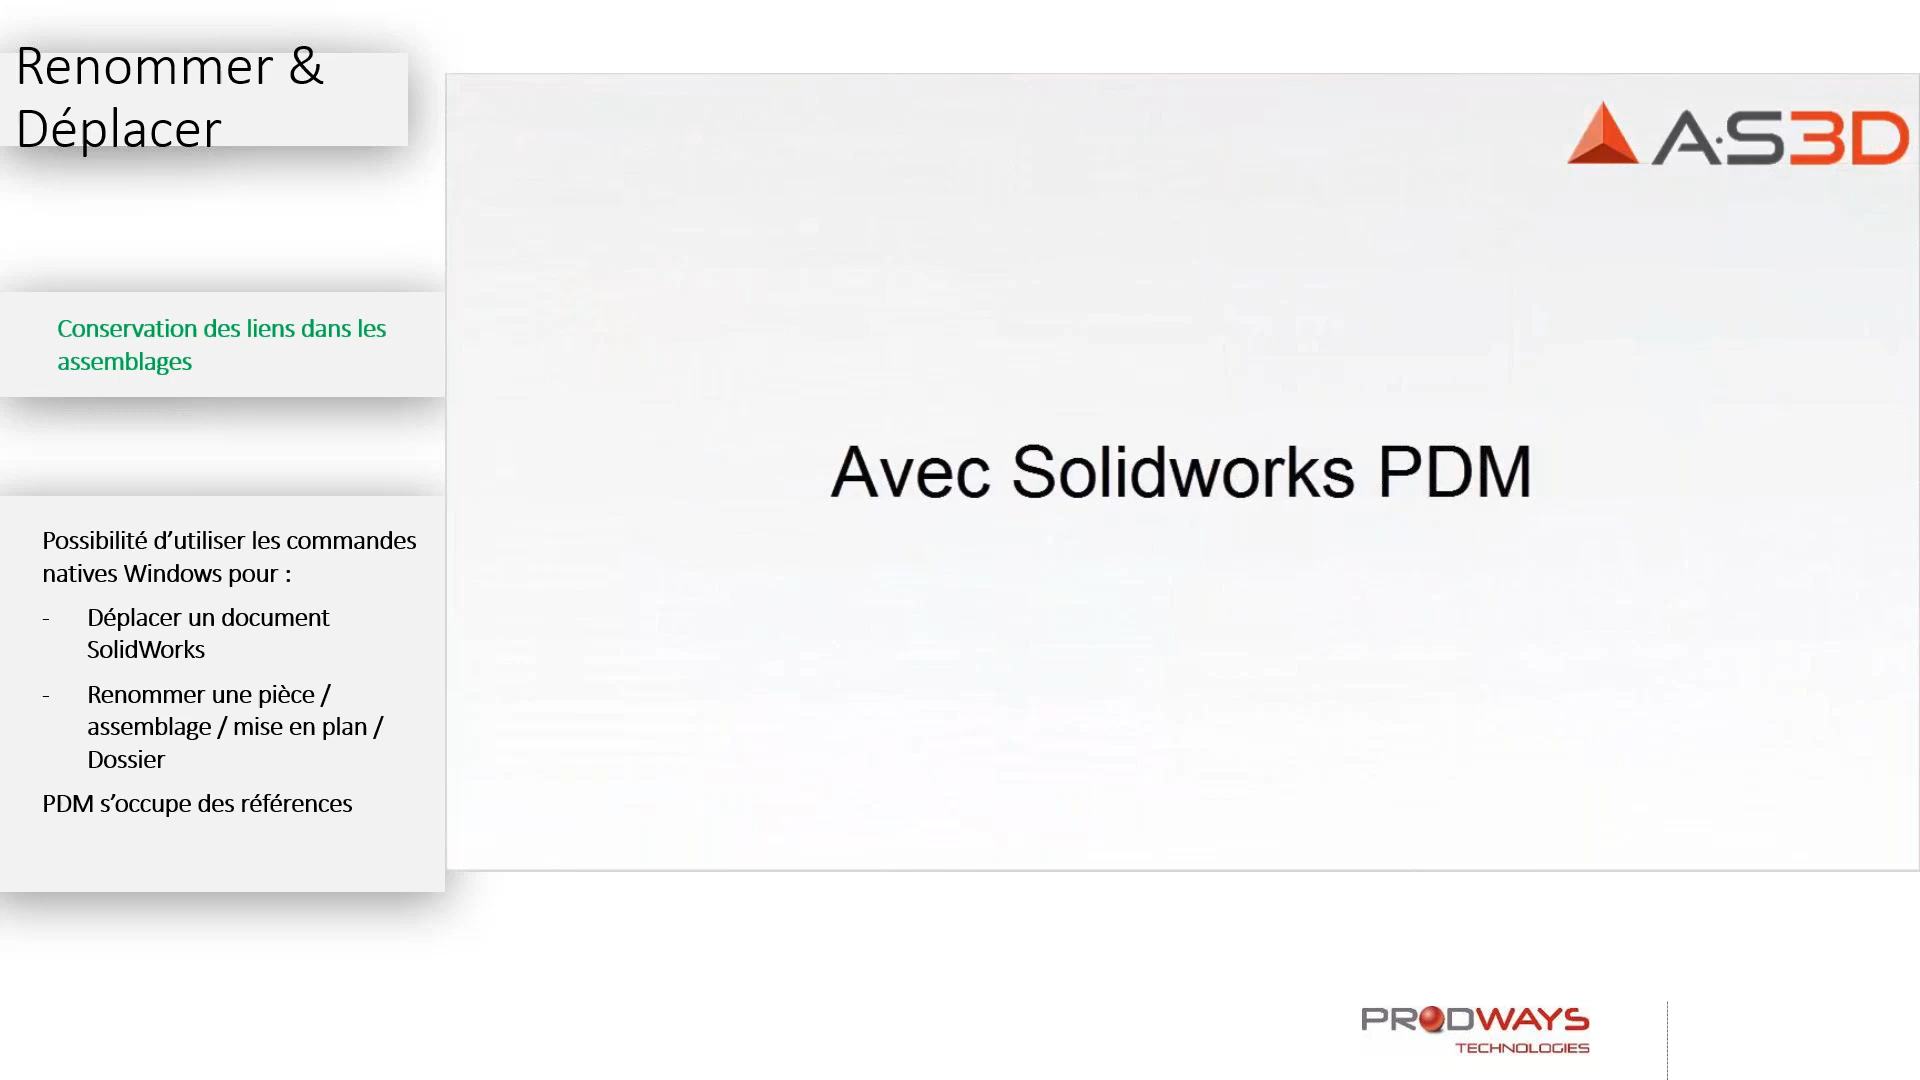 Renommer &
Déplacer
Conservation des liens dans les
assemblages
Possibilité d’utiliser les commandes
natives Windows pour :
- Déplacer un document
SolidWorks
- Renommer une pièce /
assemblage / mise en plan /
Dossier
PDM s’occupe des références
A.S3D
Avec Solidworks PDM
PRODWAYS
TECHNOLOGIES